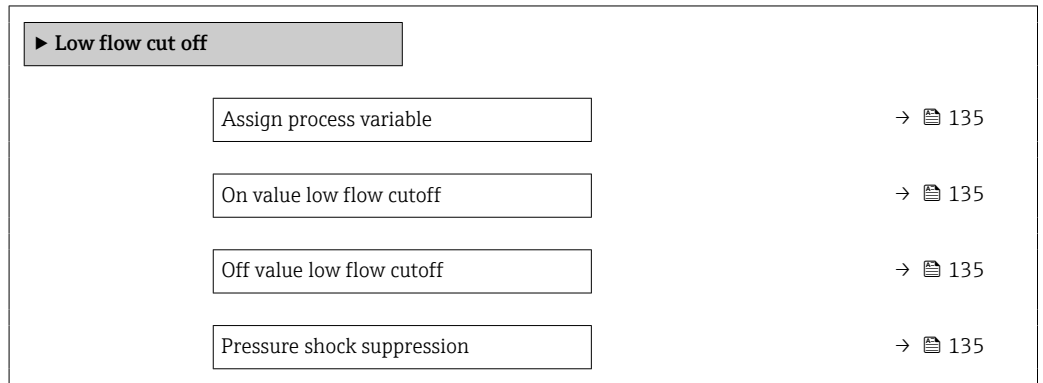 ► Low flow cut off
Assign process variable → 135
On value low flow cutoff → 135
Off value low flow cutoff → 135
Pressure shock suppression → 135